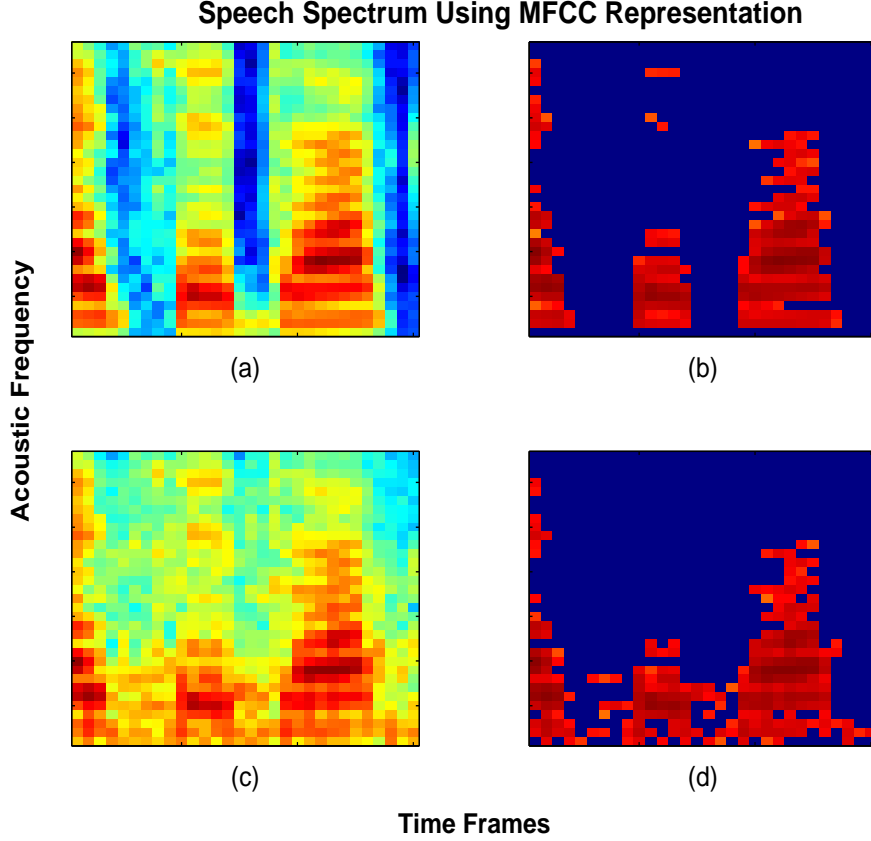 Speech Spectrum Using MFCC Representation
(a)
(b)
Acoustic Frequency
(c)
(d)
Time Frames